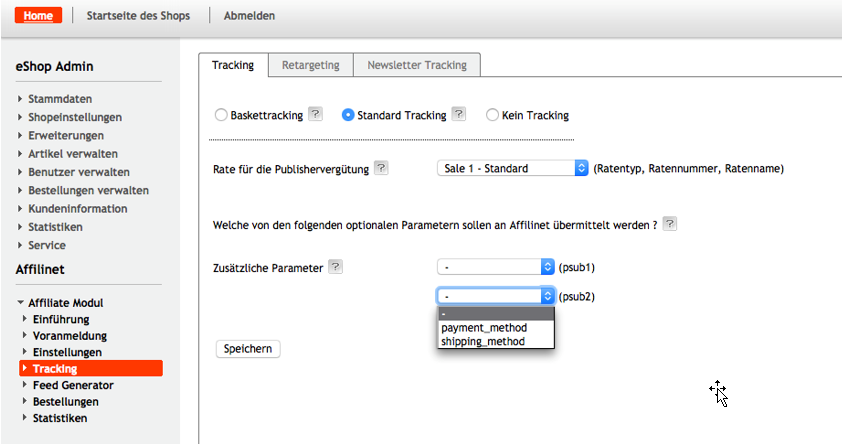 Home Startseite des Shops Abmelden
eShop Admin
Stammdaten
Shopeinstellungen
Erweiterungen
Artikel verwalten
Benutzer verwalten
Bestellungen verwalten
Kundeninformation
Statistiken
Service
Affilinet
Affiliate Modul
Einführung
Voranmeldung
Einstellungen
Tracking
Feed Generator
Bestellungen
Statistiken
Tracking Retargeting Newsletter Tracking
Baskettracking ? Standard Tracking ? Kein Tracking
Rate für die Publishervergütung ? Sale 1 - Standard (Ratentyp, Ratennummer, Ratenname)
Welche von den folgenden optionalen Parametern sollen an Affilinet übermittelt werden ? ?
Zusätzliche Parameter ? - (psub1)
- (psub2)
-
payment_method
shipping_method
Speichern